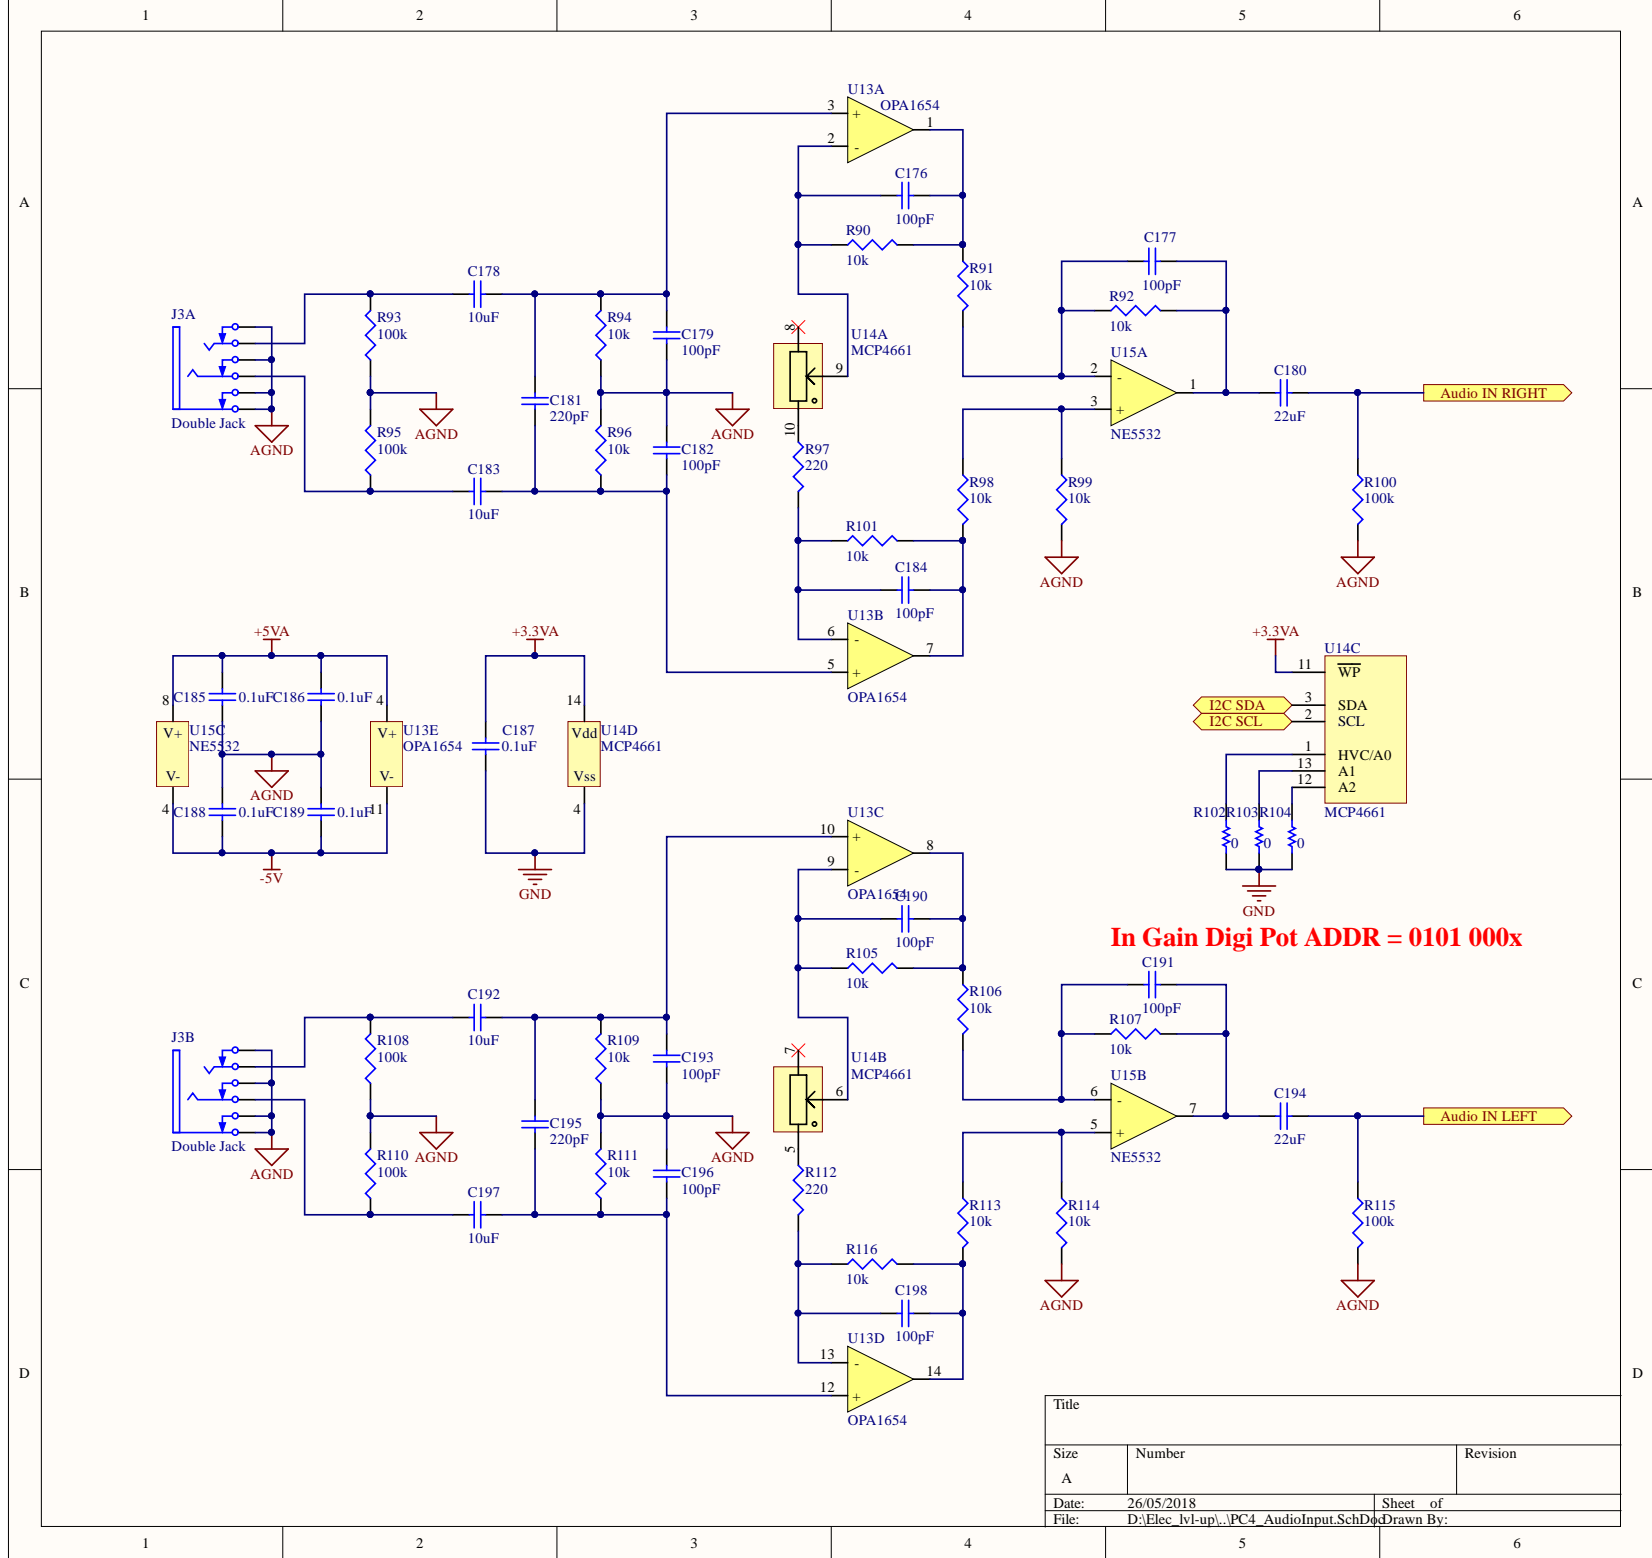 1 2 3 4 5 6
A A
B B
C C
D D
1 2 3 4 5 6
U13A
OPA1654
3
2
1
C176
100pF
R90
10k
R91
10k
C177
100pF
R92
10k
U15A
2
3
1
NE5532
C180
22uF
Audio IN RIGHT
J3A
Double Jack
AGND
C178
10uF
R93
100k
R95
100k
AGND
C183
10uF
C181
220pF
R94
10k
R96
10k
C179
100pF
C182
100pF
AGND
8
U14A
MCP4661
9
10
R97
220
R101
10k
C184
100pF
U13B
6
5
7
OPA1654
R98
10k
R99
10k
AGND
R100
100k
AGND
+5VA
8
C185
0.1uF
C186
0.1uF
4
V+
V-
U15C
NE5532
V+
V-
U13E
OPA1654
AGND
4
C188
0.1uF
C189
0.1uF
11
-5V
+3.3VA
14
C187
0.1uF
Vdd
Vss
U14D
MCP4661
4
GND
+3.3VA
U14C
11
WP
I2C SDA
3
SDA
I2C SCL
2
SCL
1
HVC/A0
13
A1
12
A2
R102
R103
R104
0
0
0
MCP4661
GND
In Gain Digi Pot ADDR = 0101 000x
U13C
10
9
8
OPA1654
C190
100pF
R105
10k
R106
10k
C191
100pF
R107
10k
U15B
6
5
7
NE5532
C194
22uF
Audio IN LEFT
J3B
Double Jack
AGND
C192
10uF
R108
100k
R110
100k
AGND
C197
10uF
C195
220pF
R109
10k
R111
10k
C193
100pF
C196
100pF
AGND
7
U14B
MCP4661
6
5
R112
220
R116
10k
C198
100pF
U13D
13
12
14
OPA1654
R113
10k
R114
10k
AGND
R115
100k
AGND
Title
Size
A
Number
Revision
Date: 26/05/2018 Sheet of
File: D:\Elec_lvl-up\..\PC4_AudioInput.SchDoc Drawn By: